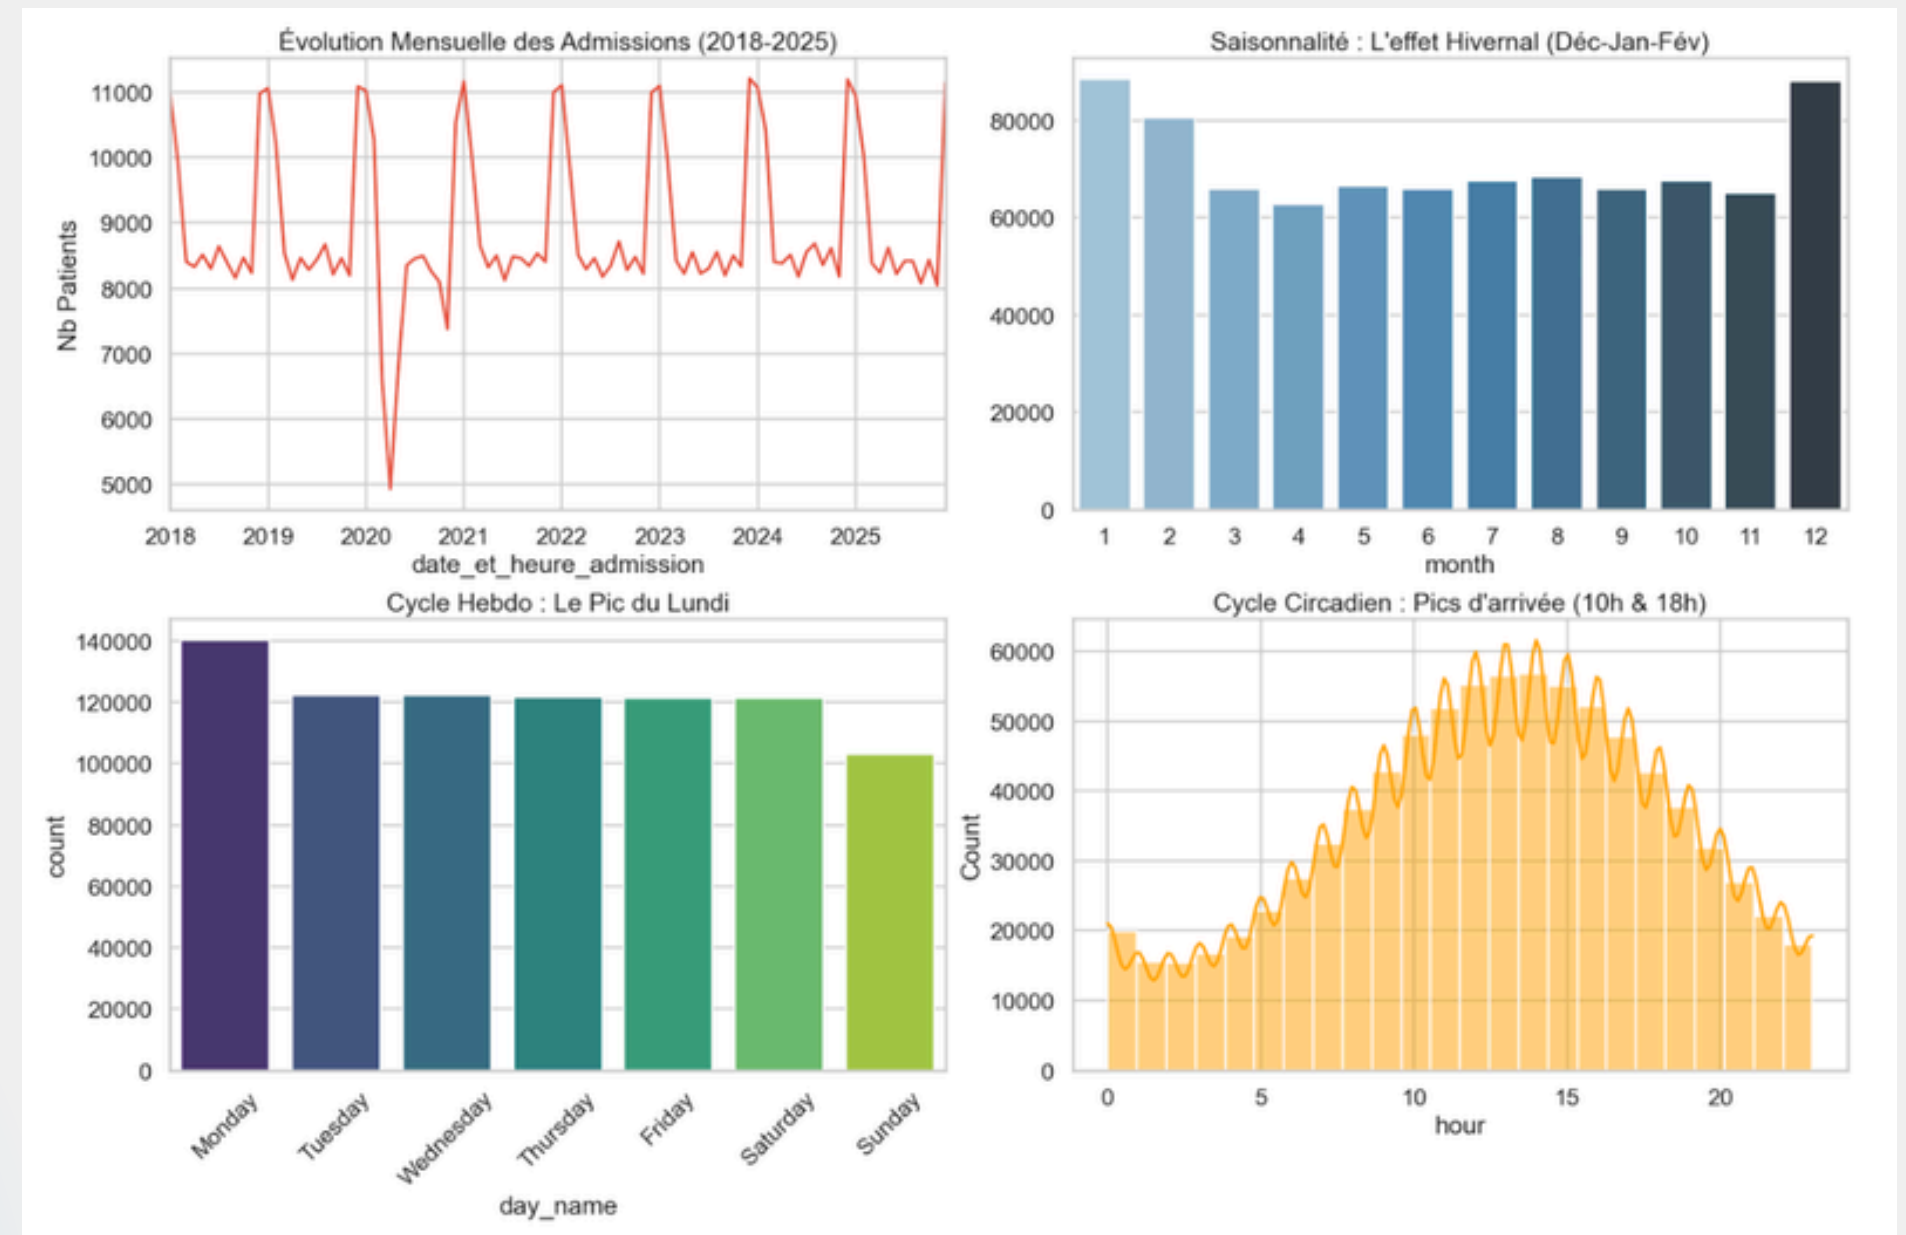 Évolution Mensuelle des Admissions (2018-2025)
Nb Patients
11000
10000
9000
8000
7000
6000
5000
2018 2019 2020 2021 2022 2023 2024 2025
date_et_heure_admission
Saisonnalité : L'effet Hivernal (Déc-Jan-Fév)
80000
60000
40000
20000
0
1 2 3 4 5 6 7 8 9 10 11 12
month
Cycle Hebdo : Le Pic du Lundi
count
140000
120000
100000
80000
60000
40000
20000
0
Monday Tuesday Wednesday Thursday Friday Saturday Sunday
day_name
Cycle Circadien : Pics d'arrivée (10h & 18h)
Count
60000
50000
40000
30000
20000
10000
0
0 5 10 15 20
hour